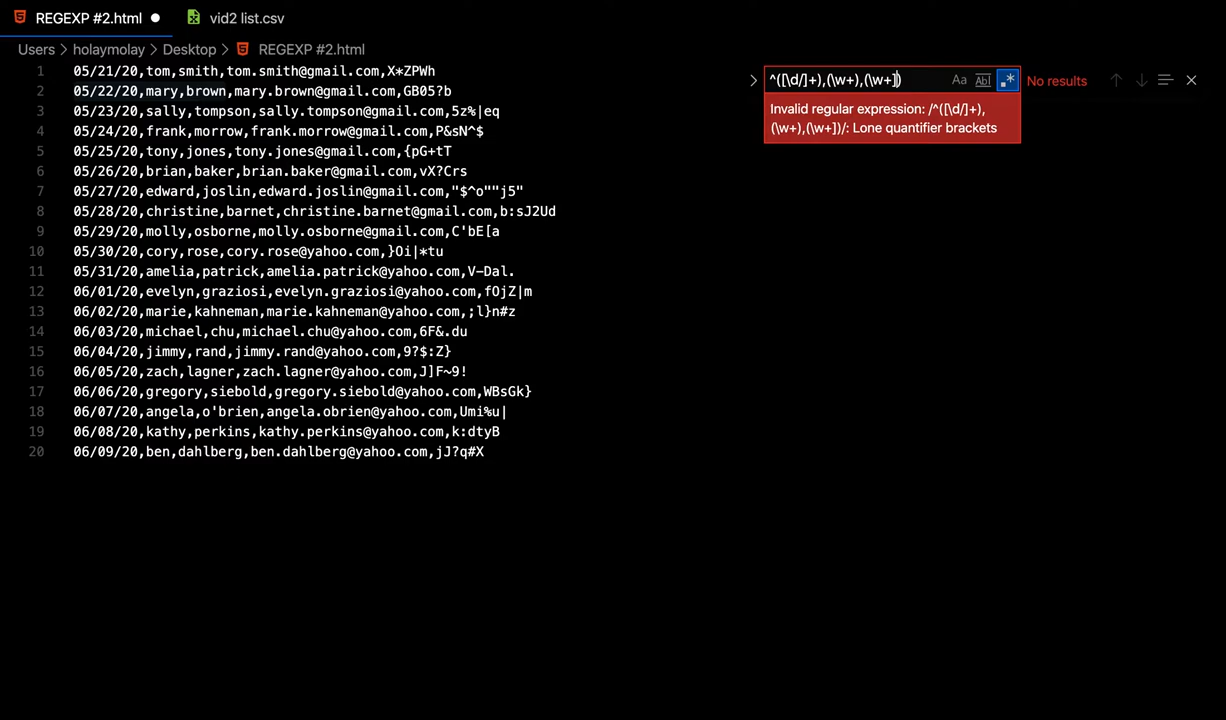 REGEXP #2.html vid2 list.csv
Users > holaymolay > Desktop > REGEXP #2.html
1 05/21/20,tom,smith,tom.smith@gmail.com,X*ZPWh
2 05/22/20,mary,brown,mary.brown@gmail.com,GB05?b
3 05/23/20,sally,tompson,sally.tompson@gmail.com,5z%|eq
4 05/24/20,frank,morrow,frank.morrow@gmail.com,P&sN^$
5 05/25/20,tony,jones,tony.jones@gmail.com,{pG+tT
6 05/26/20,brian,baker,brian.baker@gmail.com,vX?Crs
7 05/27/20,edward,joslin,edward.joslin@gmail.com,"$^o""j5"
8 05/28/20,christine,barnet,christine.barnet@gmail.com,b:sJ2Ud
9 05/29/20,molly,osborne,molly.osborne@gmail.com,C'bE[a
10 05/30/20,cory,rose,cory.rose@yahoo.com,}Oi|*tu
11 05/31/20,amelia,patrick,amelia.patrick@yahoo.com,V-Dal.
12 06/01/20,evelyn,graziosi,evelyn.graziosi@yahoo.com,fOjZ|m
13 06/02/20,marie,kahneman,marie.kahneman@yahoo.com,;l}n#z
14 06/03/20,michael,chu,michael.chu@yahoo.com,6F&.du
15 06/04/20,jimmy,rand,jimmy.rand@yahoo.com,9?$:Z}
16 06/05/20,zach,lagner,zach.lagner@yahoo.com,J]F~9!
17 06/06/20,gregory,siebold,gregory.siebold@yahoo.com,WBsGk}
18 06/07/20,angela,o'brien,angela.obrien@yahoo.com,Umi%u|
19 06/08/20,kathy,perkins,kathy.perkins@yahoo.com,k:dtyB
20 06/09/20,ben,dahlberg,ben.dahlberg@yahoo.com,jJ?q#X
^([\d/]+),(\w+),(\w+]) Aa Abl .* No results
Invalid regular expression: /^([\d/]+),
(\w+),(\w+])/: Lone quantifier brackets